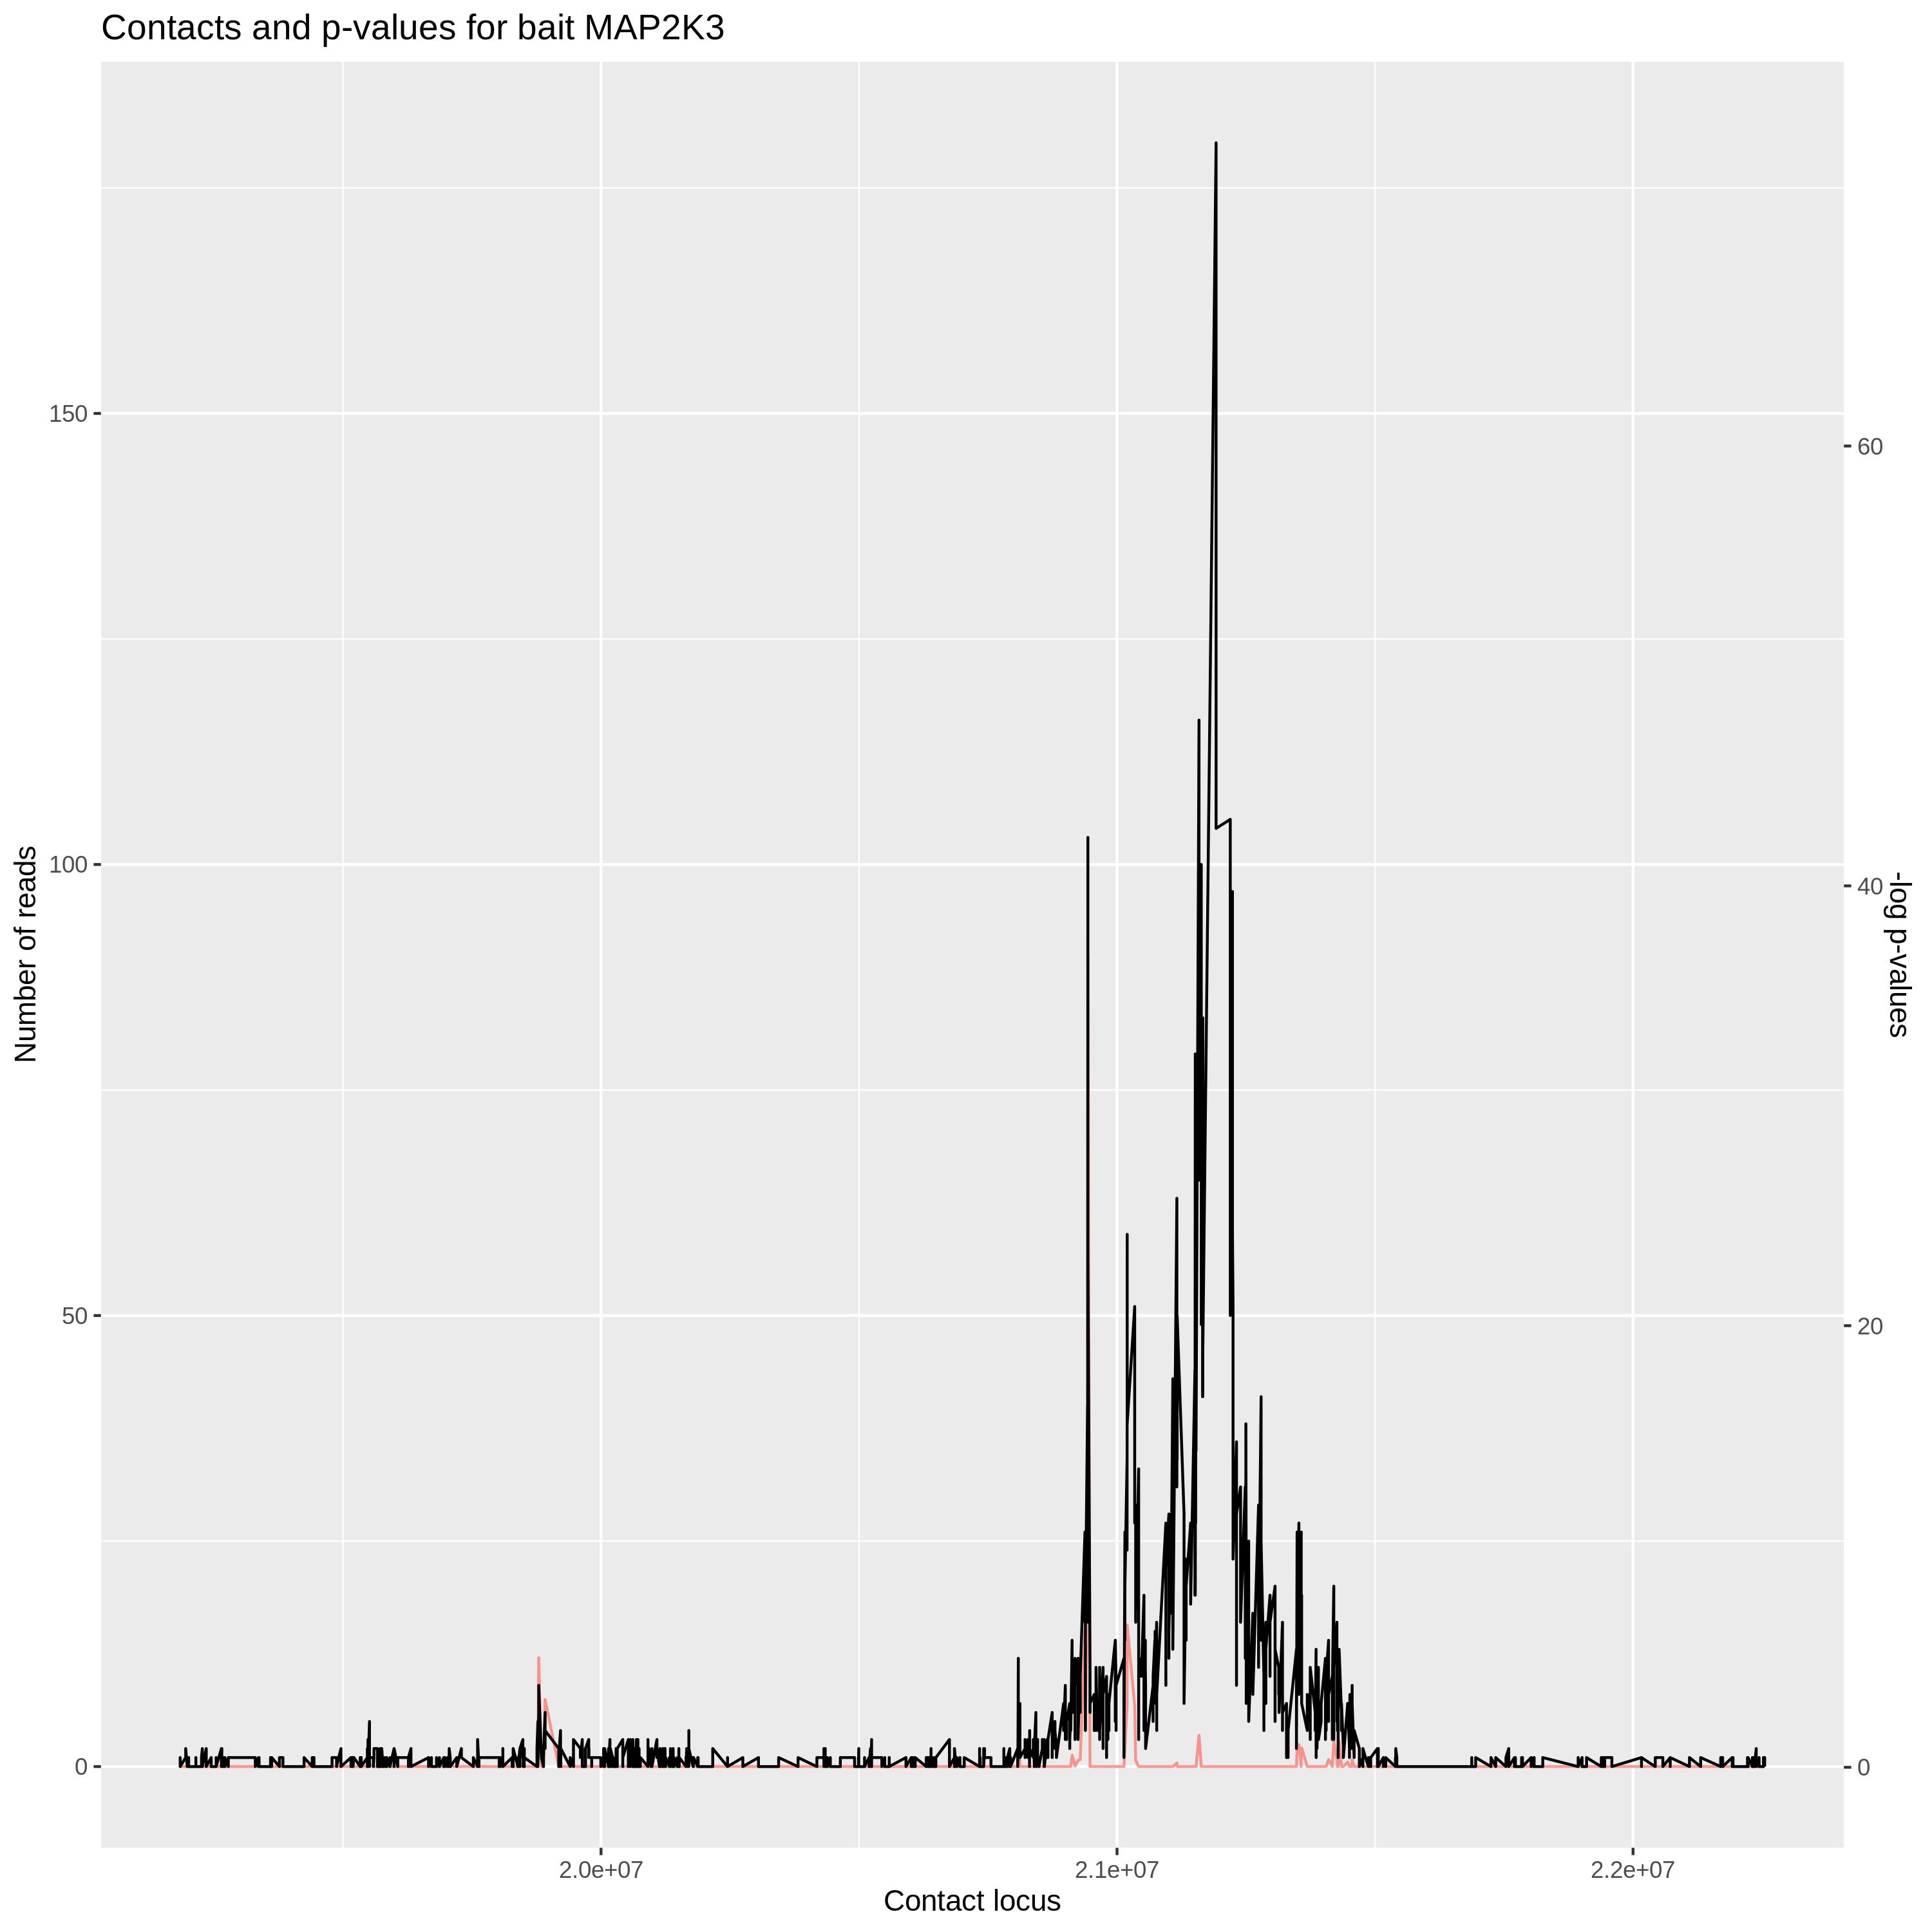 Contacts and p-values for bait MAP2K3
Number of reads
150
100
50
0
60
40
20
0
-log p-values
2.0e+07
2.1e+07
2.2e+07
Contact locus